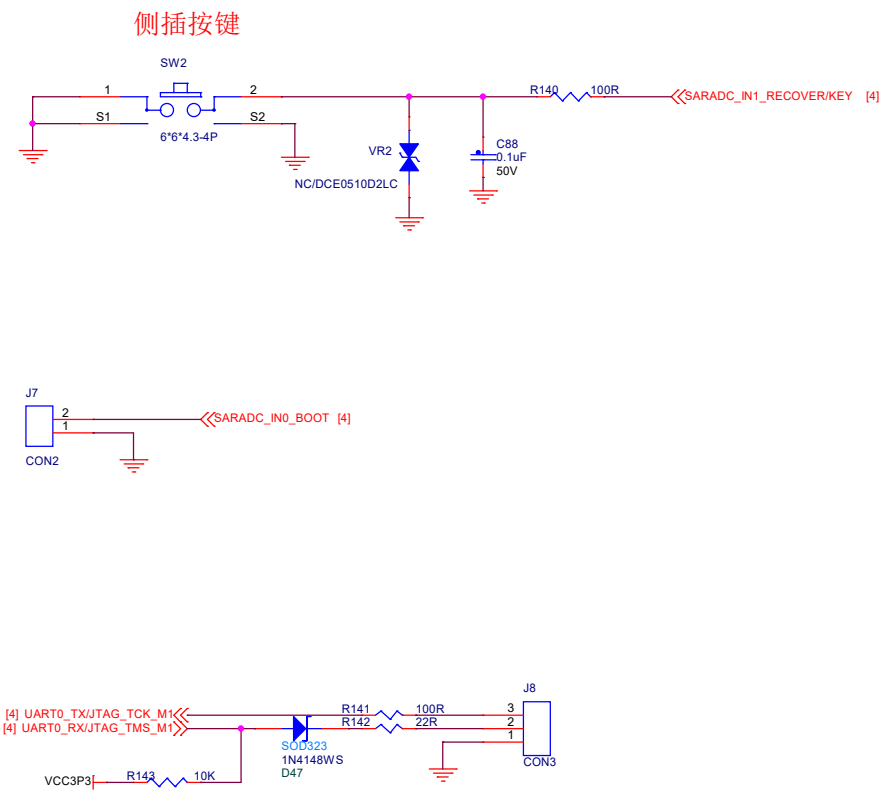 侧插按键
SW2
1
2
R140
100R
SARADC_IN1_RECOVER/KEY [4]
S1
S2
6*6*4.3-4P
VR2
NC/DCE0510D2LC
C88
0.1uF
50V
J7
2
1
SARADC_IN0_BOOT [4]
CON2
J8
[4] UART0_TX/JTAG_TCK_M1
R141
100R
3
[4] UART0_RX/JTAG_TMS_M1
R142
22R
2
1
SOD323
1N4148WS
D47
CON3
VCC3P3
R143
10K